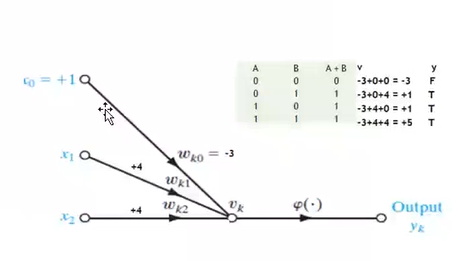 A B A + B v y
0 0 0 -3+0+0 = -3 F
0 1 1 -3+0+4 = +1 T
1 0 1 -3+4+0 = +1 T
1 1 1 -3+4+4 = +5 T
x₀ = +1
w_k0 = -3
x₁
+4
w_k1
x₂
+4
w_k2
v_k
φ(·)
Output
y_k